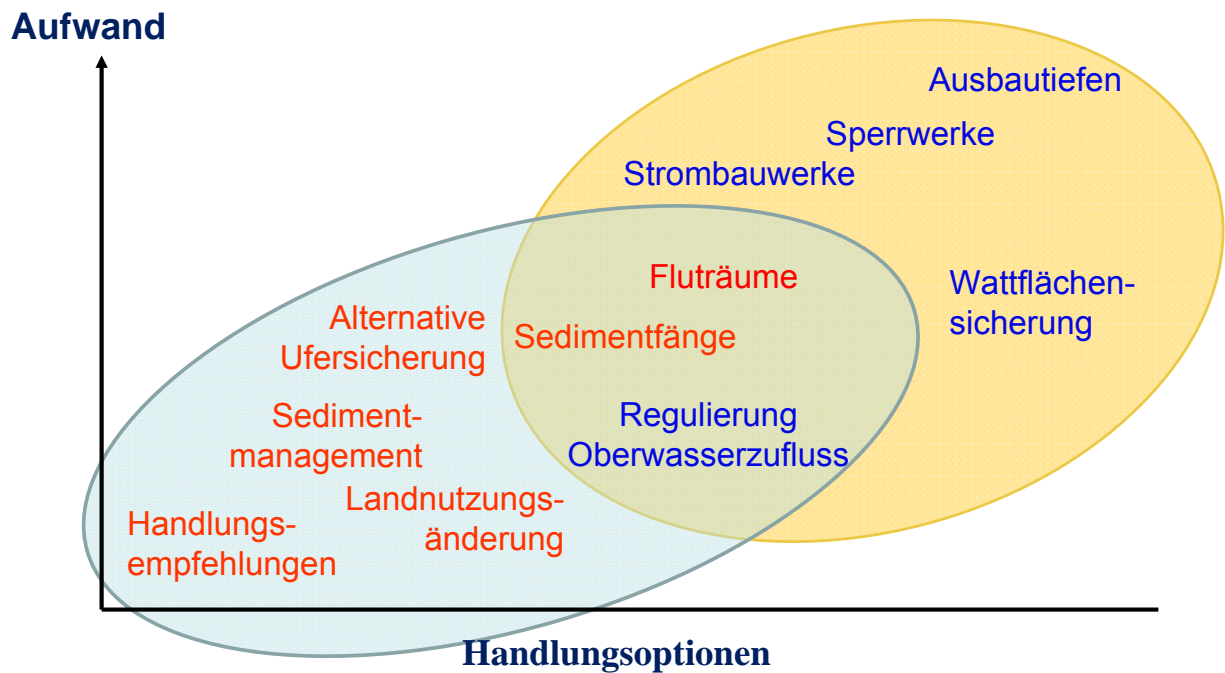 Aufwand
Ausbautiefen
Sperrwerke
Strombauwerke
Fluträume
Wattflächen-
sicherung
Alternative
Ufersicherung
Sedimentfänge
Sediment-
management
Regulierung
Oberwasserzufluss
Landnutzungs-
änderung
Handlungs-
empfehlungen
Handlungsoptionen